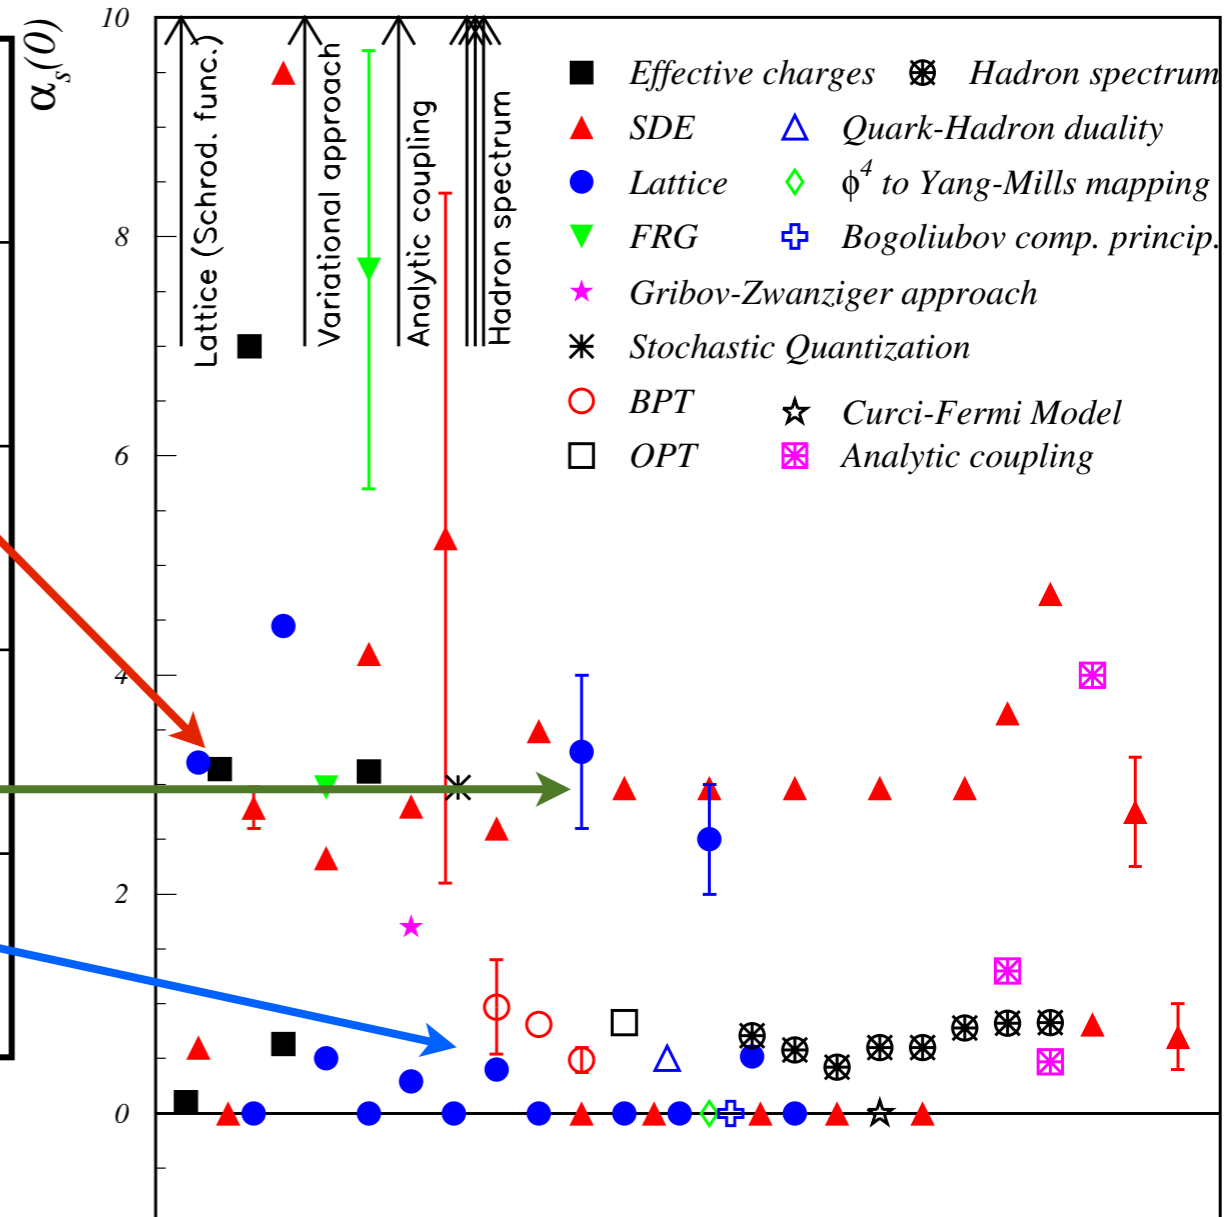 α_s(0)
10
8
6
4
2
0
Lattice (Schrod. func.)
Variational approach
Analytic coupling
Hadron spectrum
Effective charges
Hadron spectrum
SDE
Quark-Hadron duality
Lattice
ϕ⁴ to Yang-Mills mapping
FRG
Bogoliubov comp. princip.
Gribov-Zwanziger approach
Stochastic Quantization
BPT
Curci-Fermi Model
OPT
Analytic coupling